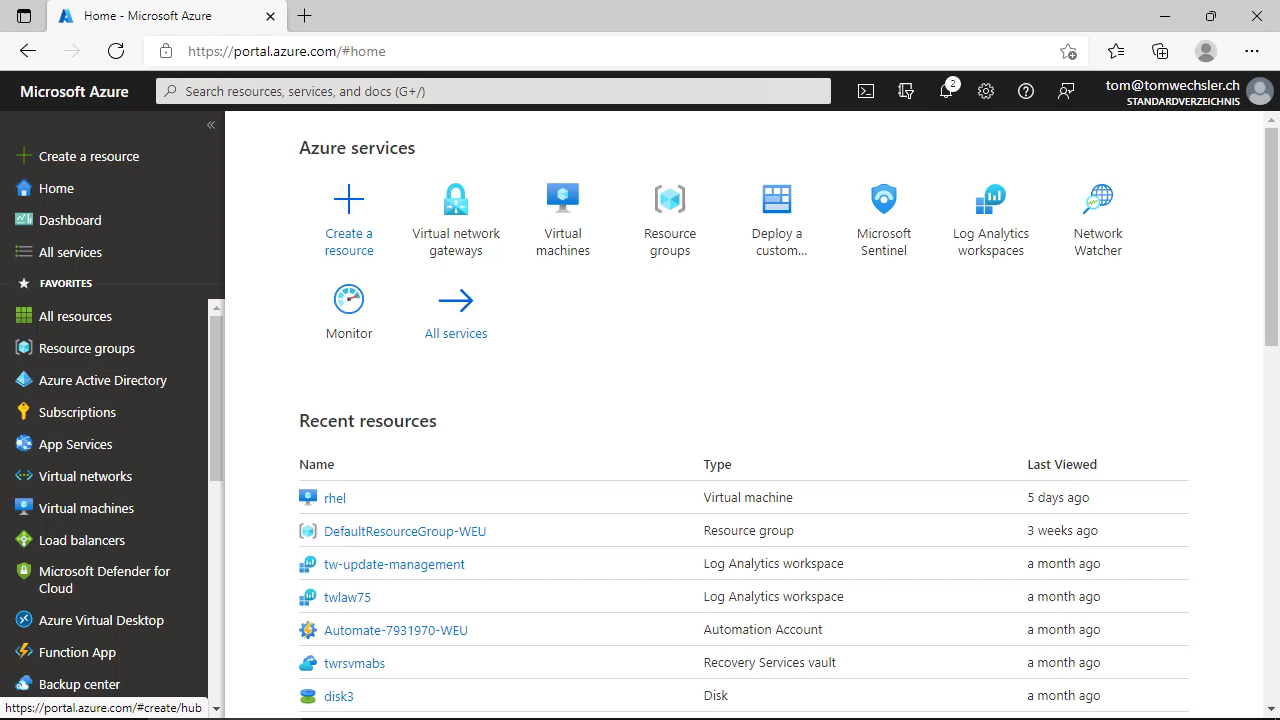 Home - Microsoft Azure
https://portal.azure.com/#home
Microsoft Azure
Search resources, services, and docs (G+/)
2
tom@tomwechsler.ch
STANDARDVERZEICHNIS
«
Create a resource
Home
Dashboard
All services
FAVORITES
All resources
Resource groups
Azure Active Directory
Subscriptions
App Services
Virtual networks
Virtual machines
Load balancers
Microsoft Defender for
Cloud
Azure Virtual Desktop
Function App
Backup center
https://portal.azure.com/#create/hub
Azure services
Create a
resource
Virtual network
gateways
Virtual
machines
Resource
groups
Deploy a
custom...
Microsoft
Sentinel
Log Analytics
workspaces
Network
Watcher
Monitor
All services
Recent resources
Name Type Last Viewed
rhel Virtual machine 5 days ago
DefaultResourceGroup-WEU Resource group 3 weeks ago
tw-update-management Log Analytics workspace a month ago
twlaw75 Log Analytics workspace a month ago
Automate-7931970-WEU Automation Account a month ago
twrsvmabs Recovery Services vault a month ago
disk3 Disk a month ago